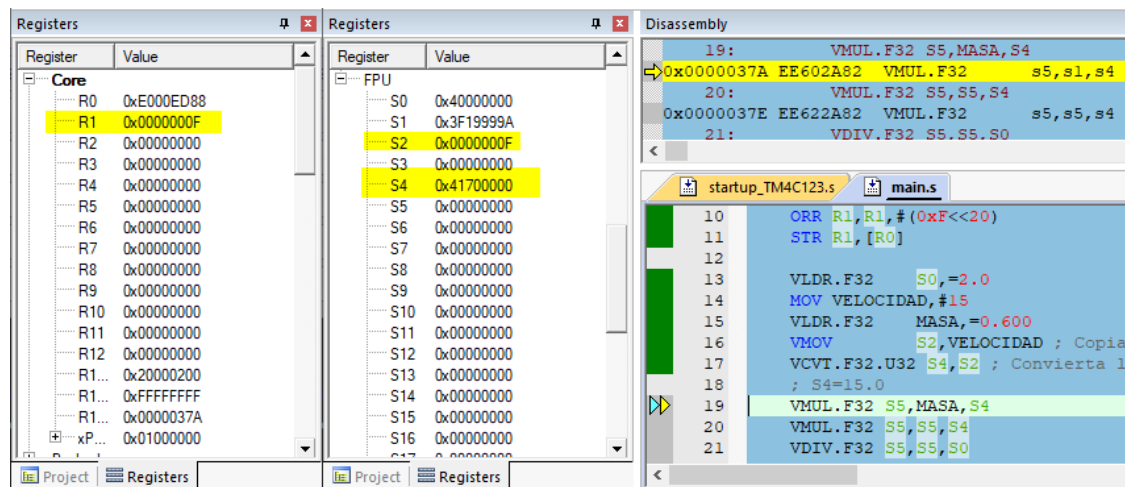 Registers
Register Value
Core
R0 0xE000ED88
R1 0x0000000F
R2 0x00000000
R3 0x00000000
R4 0x00000000
R5 0x00000000
R6 0x00000000
R7 0x00000000
R8 0x00000000
R9 0x00000000
R10 0x00000000
R11 0x00000000
R12 0x00000000
R1... 0x20000200
R1... 0xFFFFFFFF
R1... 0x0000037A
xP... 0x01000000
Project Registers
Registers
Register Value
FPU
S0 0x40000000
S1 0x3F19999A
S2 0x0000000F
S3 0x00000000
S4 0x41700000
S5 0x00000000
S6 0x00000000
S7 0x00000000
S8 0x00000000
S9 0x00000000
S10 0x00000000
S11 0x00000000
S12 0x00000000
S13 0x00000000
S14 0x00000000
S15 0x00000000
S16 0x00000000
Project Registers
Disassembly
19: VMUL.F32 S5,MASA,S4
0x0000037A EE602A82 VMUL.F32 s5,s1,s4
20: VMUL.F32 S5,S5,S4
0x0000037E EE622A82 VMUL.F32 s5,s5,s4
21: VDIV.F32 S5,S5,S0
startup_TM4C123.s main.s
10 ORR R1,R1,#(0xF<<20)
11 STR R1,[R0]
12
13 VLDR.F32 S0,=2.0
14 MOV VELOCIDAD,#15
15 VLDR.F32 MASA,=0.600
16 VMOV S2,VELOCIDAD ; Copia
17 VCVT.F32.U32 S4,S2 ; Convierta l
18 ; S4=15.0
19 VMUL.F32 S5,MASA,S4
20 VMUL.F32 S5,S5,S4
21 VDIV.F32 S5,S5,S0